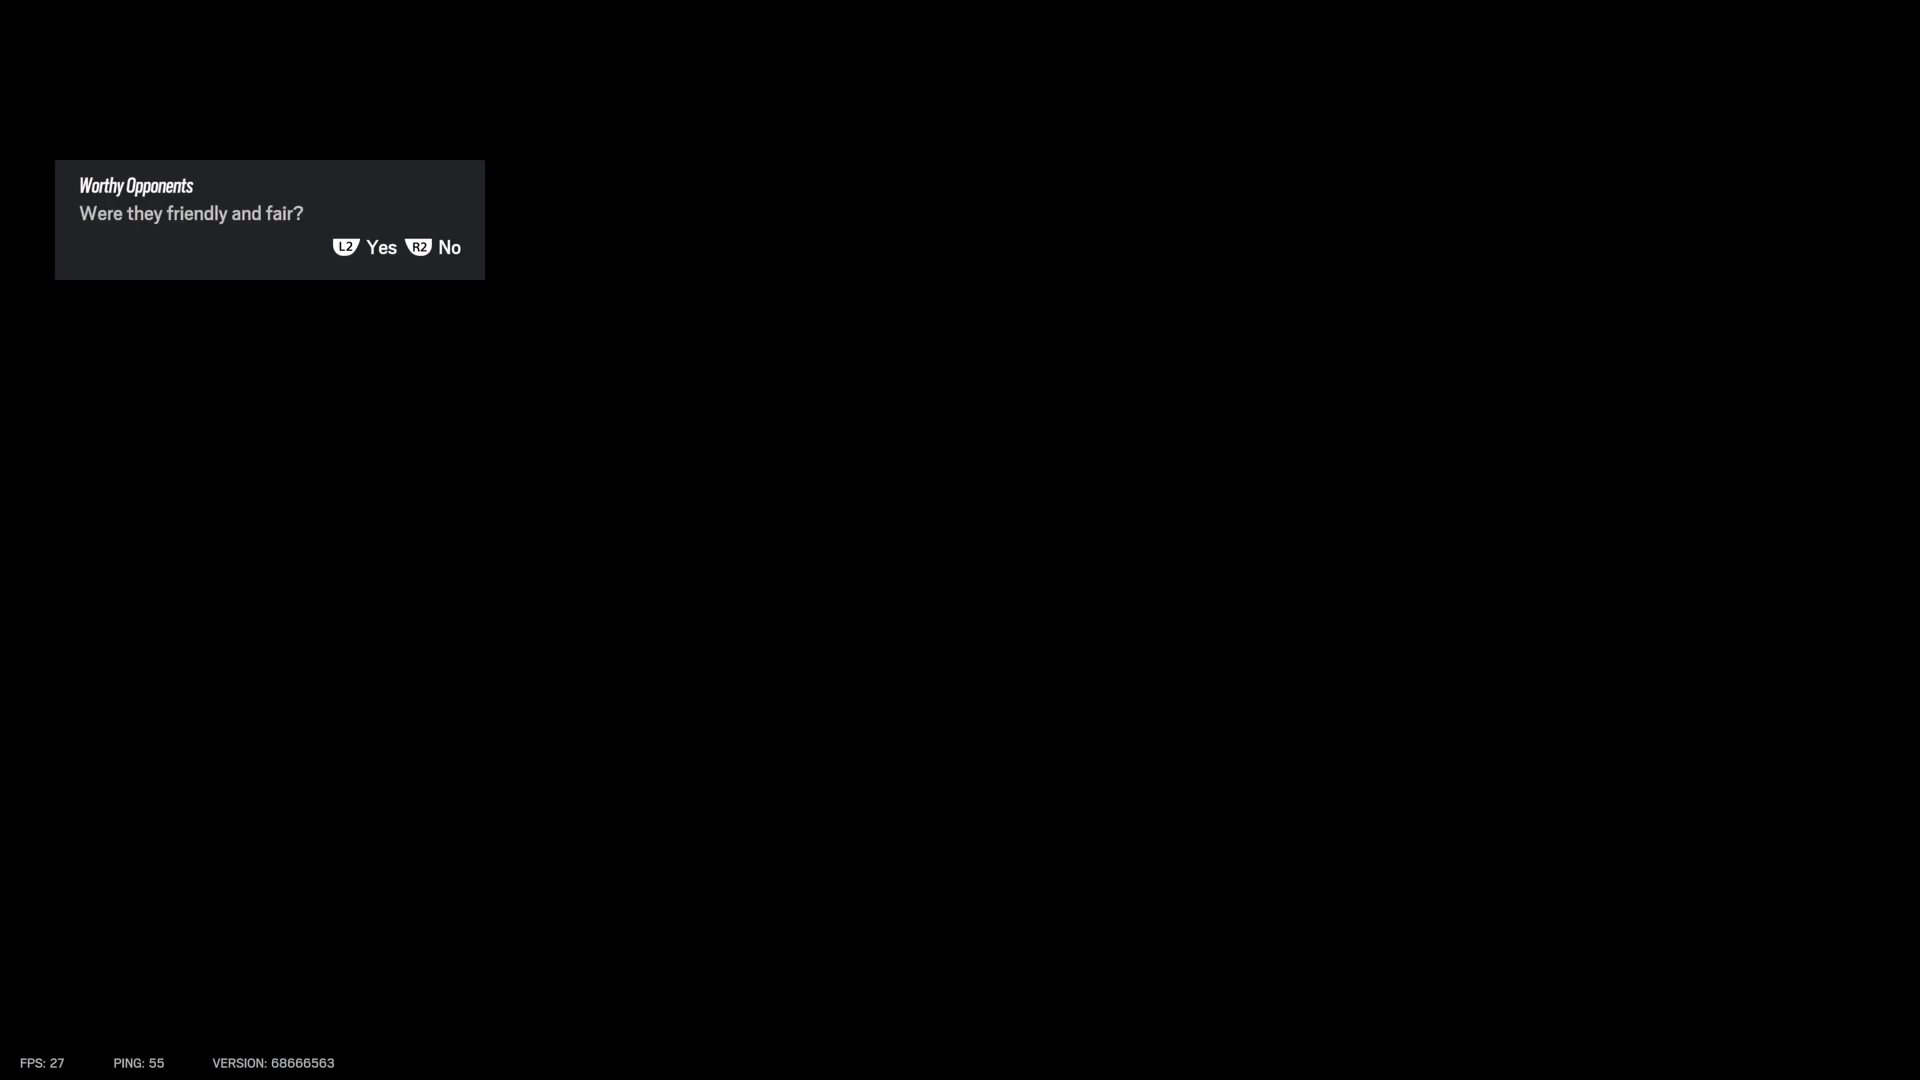 Worthy Opponents
Were they friendly and fair?
L2 Yes R2 No
FPS: 27 PING: 55 VERSION: 68666563